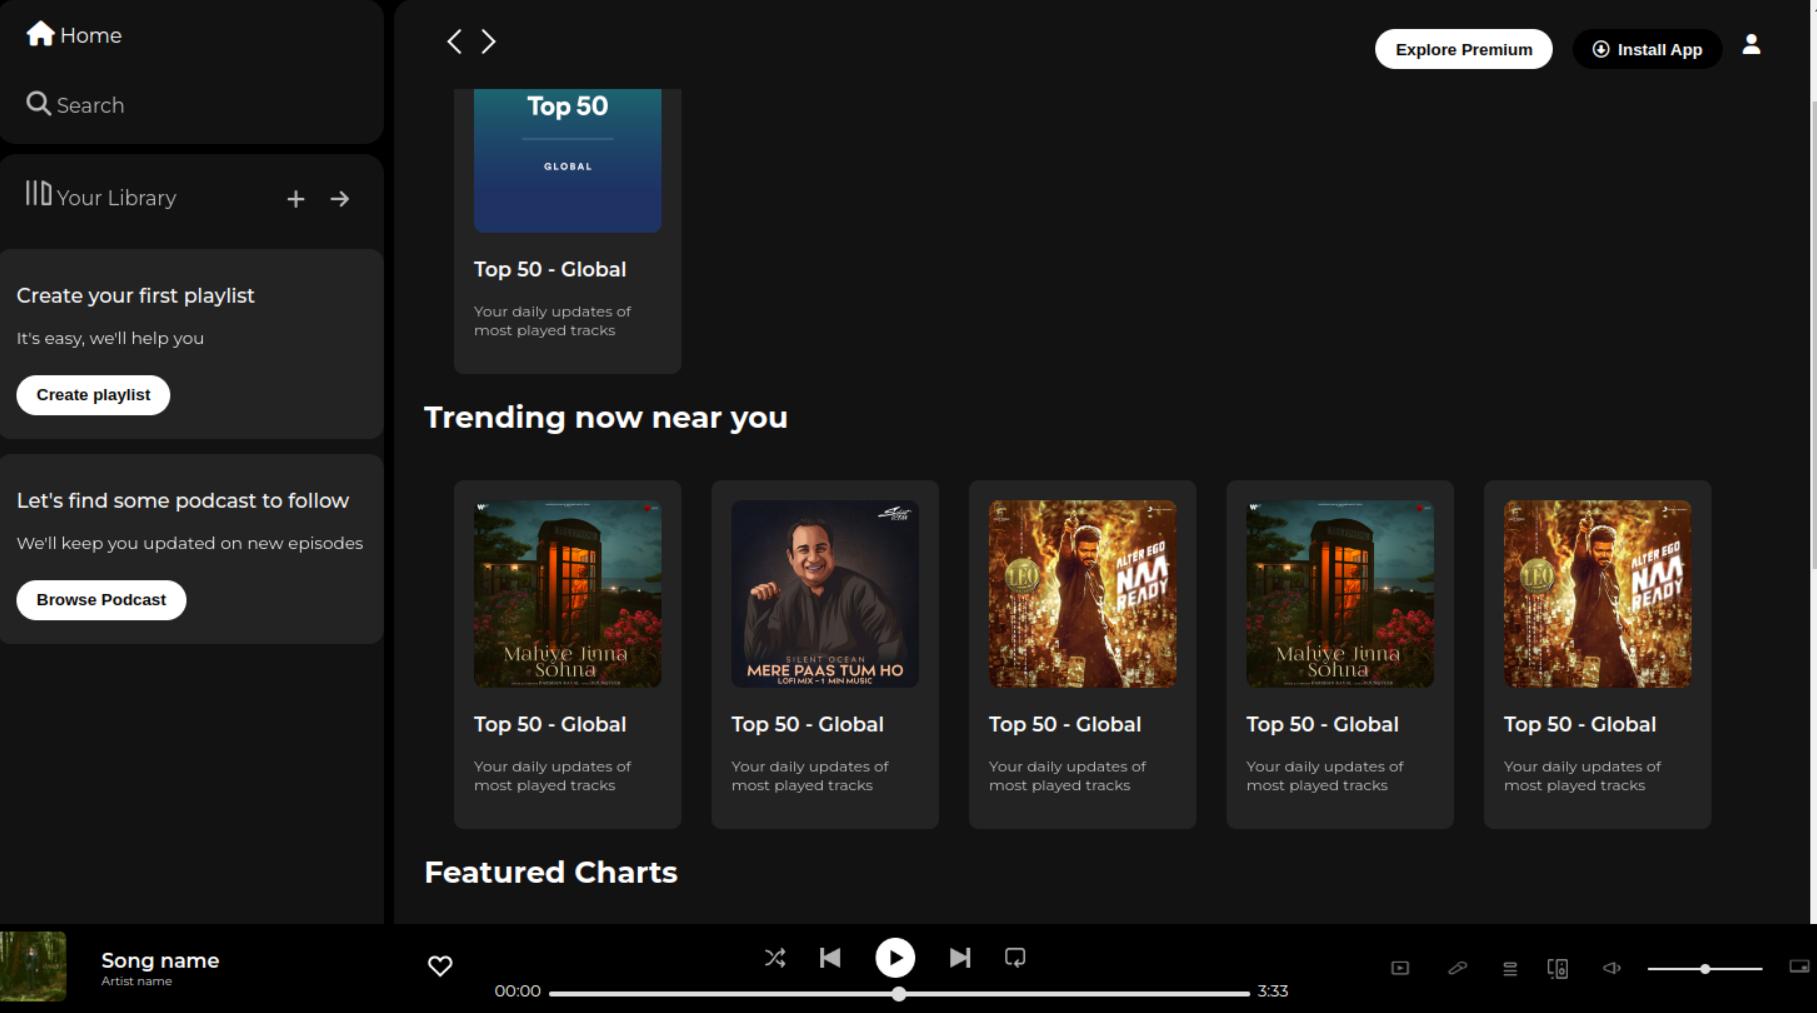 Home
Search
Your Library
Create your first playlist
It's easy, we'll help you
Create playlist
Let's find some podcast to follow
We'll keep you updated on new episodes
Browse Podcast
Explore Premium
Install App
Top 50
GLOBAL
Top 50 - Global
Your daily updates of
most played tracks
Trending now near you
Mahiye Jinna
Sohna
Top 50 - Global
Your daily updates of
most played tracks
SILENT OCEAN
MERE PAAS TUM HO
LOFI MIX - 1 MIN MUSIC
Top 50 - Global
Your daily updates of
most played tracks
LEO
ALTER EGO
NAA
READY
Top 50 - Global
Your daily updates of
most played tracks
Mahiye Jinna
Sohna
Top 50 - Global
Your daily updates of
most played tracks
LEO
ALTER EGO
NAA
READY
Top 50 - Global
Your daily updates of
most played tracks
Featured Charts
Song name
Artist name
00:00
3:33